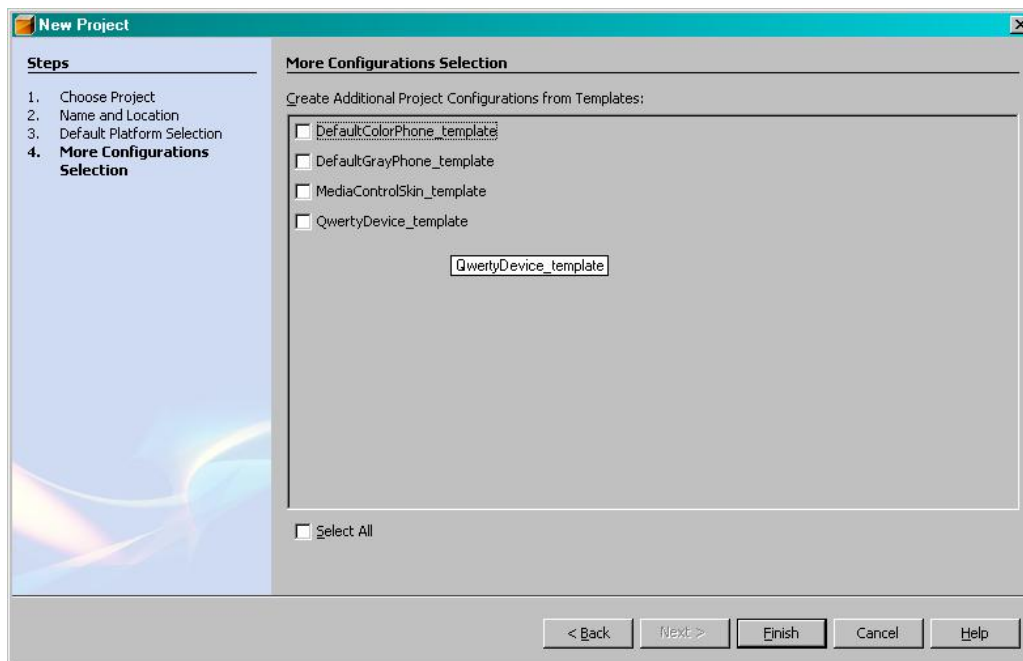 New Project
Steps
1. Choose Project
2. Name and Location
3. Default Platform Selection
4. More Configurations
Selection
More Configurations Selection
Create Additional Project Configurations from Templates:
DefaultColorPhone_template
DefaultGrayPhone_template
MediaControlSkin_template
QwertyDevice_template
QwertyDevice_template
Select All
< Back
Next >
Finish
Cancel
Help